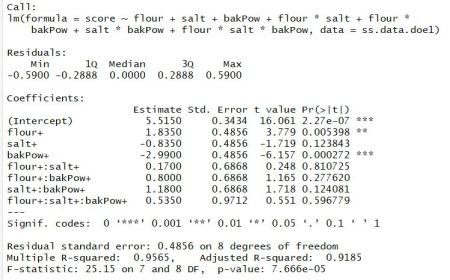 Call:
lm(formula = score ~ flour + salt + bakPow + flour * salt + flour *
bakPow + salt * bakPow + flour * salt * bakPow, data = ss.data.doe1)
Residuals:
Min 1Q Median 3Q Max
-0.5900 -0.2888 0.0000 0.2888 0.5900
Coefficients:
Estimate Std. Error t value Pr(>|t|)
(Intercept) 5.5150 0.3434 16.061 2.27e-07 ***
flour+ 1.8350 0.4856 3.779 0.005398 **
salt+ -0.8350 0.4856 -1.719 0.123843
bakPow+ -2.9900 0.4856 -6.157 0.000272 ***
flour+:salt+ 0.1700 0.6868 0.248 0.810725
flour+:bakPow+ 0.8000 0.6868 1.165 0.277620
salt+:bakPow+ 1.1800 0.6868 1.718 0.124081
flour+:salt+:bakPow+ 0.5350 0.9712 0.551 0.596779
---
Signif. codes: 0 '***' 0.001 '**' 0.01 '*' 0.05 '.' 0.1 ' ' 1
Residual standard error: 0.4856 on 8 degrees of freedom
Multiple R-squared: 0.9565, Adjusted R-squared: 0.9185
F-statistic: 25.15 on 7 and 8 DF, p-value: 7.666e-05